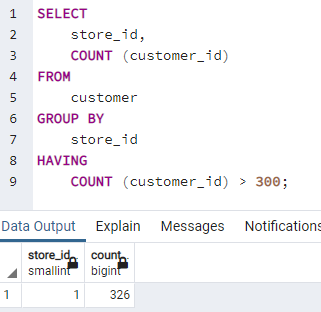 1 SELECT
2 store_id,
3 COUNT (customer_id)
4 FROM
5 customer
6 GROUP BY
7 store_id
8 HAVING
9 COUNT (customer_id) > 300;
Data Output Explain Messages Notifications
store_id count
smallint bigint
1 1 326